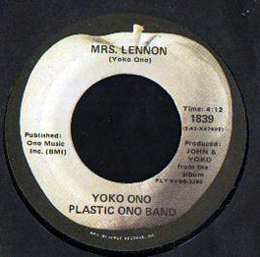 MRS. LENNON
(Yoko Ono)
Time: 4:12
1839
Published:
Ono Music
Inc. (BMI)
Produced:
JOHN &
YOKO
from the
album
FLY
YOKO ONO
PLASTIC ONO BAND